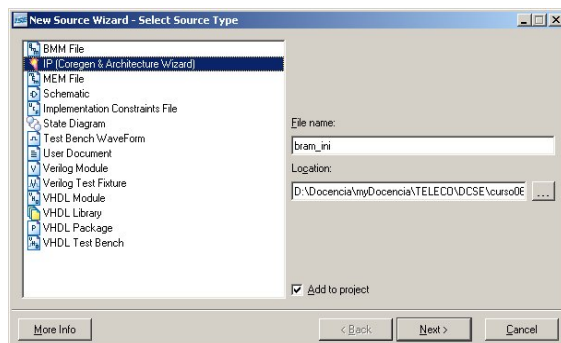 ISE New Source Wizard - Select Source Type
BMM File
IP (Coregen & Architecture Wizard)
MEM File
Schematic
Implementation Constraints File
State Diagram
Test Bench WaveForm
User Document
Verilog Module
Verilog Test Fixture
VHDL Module
VHDL Library
VHDL Package
VHDL Test Bench
File name:
bram_ini
Location:
D:\Docencia\myDocencia\TELECO\DCSE\curso06
...
Add to project
More Info
< Back
Next >
Cancel